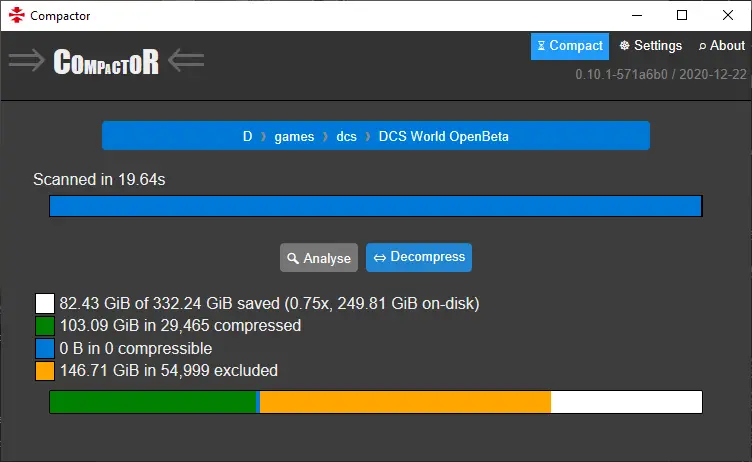 Compactor
COMPACTOR
Compact Settings About
0.10.1-571a6b0 / 2020-12-22
D games dcs DCS World OpenBeta
Scanned in 19.64s
Analyse Decompress
82.43 GiB of 332.24 GiB saved (0.75x, 249.81 GiB on-disk)
103.09 GiB in 29,465 compressed
0 B in 0 compressible
146.71 GiB in 54,999 excluded